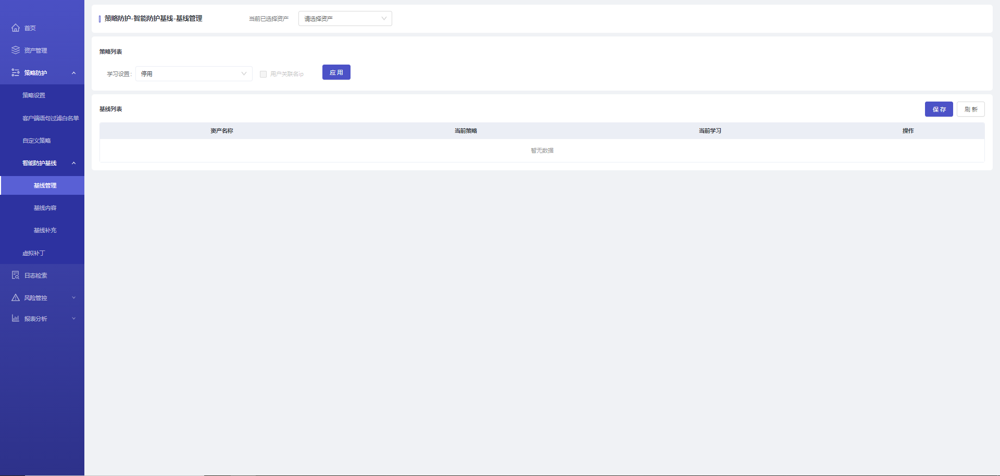 首页
资产管理
策略防护
策略设置
客户端语句过滤白名单
自定义策略
智能防护基线
基线管理
基线内容
基线补充
虚拟补丁
日志检索
风险管控
报表分析
策略防护-智能防护基线-基线管理
当前已选择资产
请选择资产
策略列表
学习设置：
停用
用户关联名ip
应 用
基线列表
保 存
刷 新
资产名称
当前策略
当前学习
操作
暂无数据